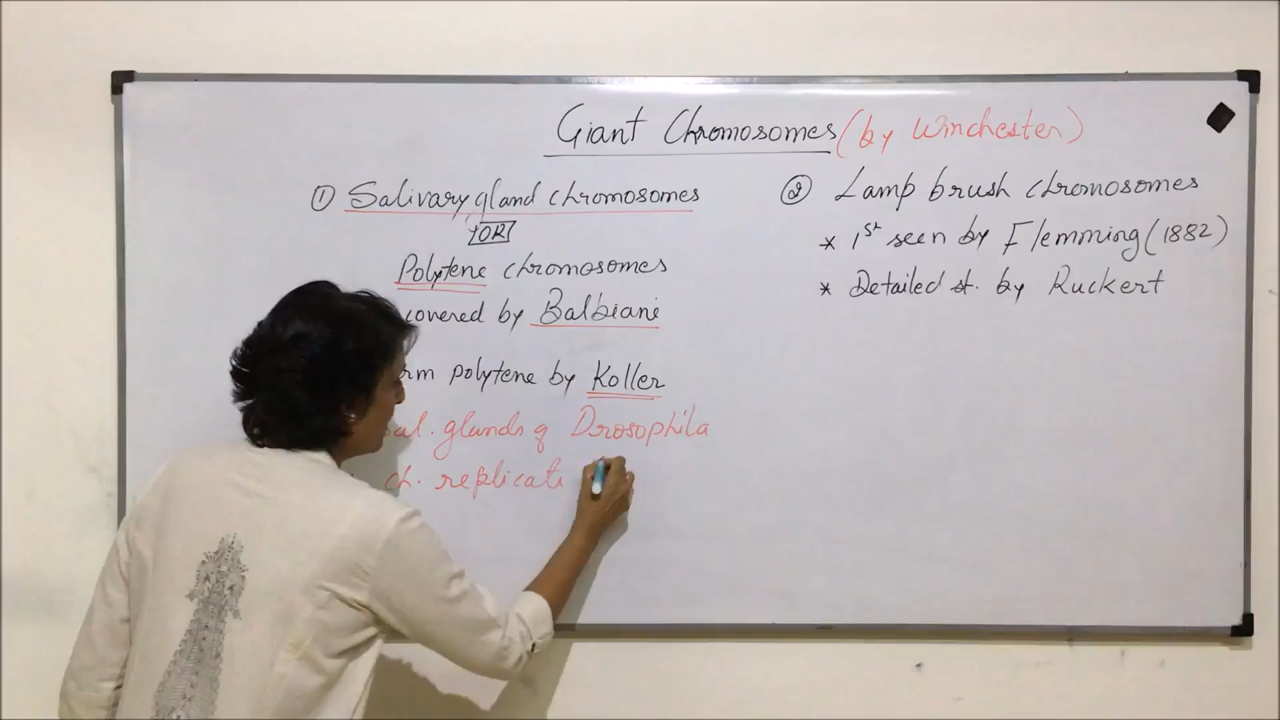 Giant Chromosomes (by Winchester)
① Salivary gland chromosomes
OR
Polytene chromosomes
covered by Balbiani
rm polytene by Koller
sal. glands of Drosophila
ch. replicati
② Lamp brush chromosomes
* 1st seen by Flemming (1882)
* Detailed st. by Ruckert